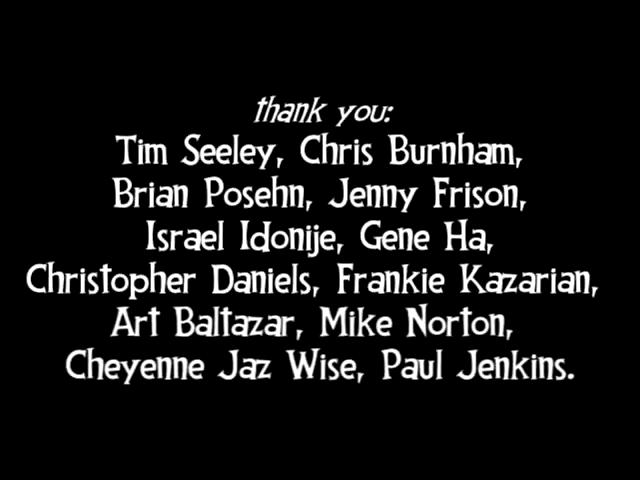 thank you:
Tim Seeley, Chris Burnham,
Brian Posehn, Jenny Frison,
Israel Idonije, Gene Ha,
Christopher Daniels, Frankie Kazarian,
Art Baltazar, Mike Norton,
Cheyenne Jaz Wise, Paul Jenkins.